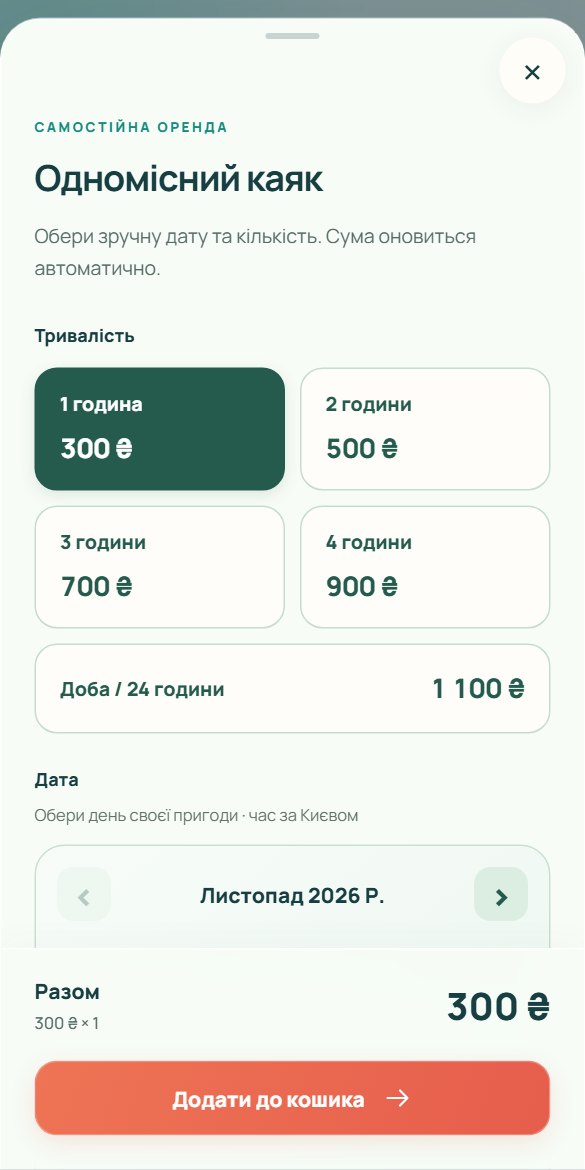 САМОСТІЙНА ОРЕНДА
Одномісний каяк
Обери зручну дату та кількість. Сума оновиться
автоматично.
Тривалість
1 година
300 ₴
2 години
500 ₴
3 години
700 ₴
4 години
900 ₴
Доба / 24 години
1 100 ₴
Дата
Обери день своєї пригоди · час за Києвом
Листопад 2026 Р.
Разом
300 ₴
300 ₴ × 1
Додати до кошика →